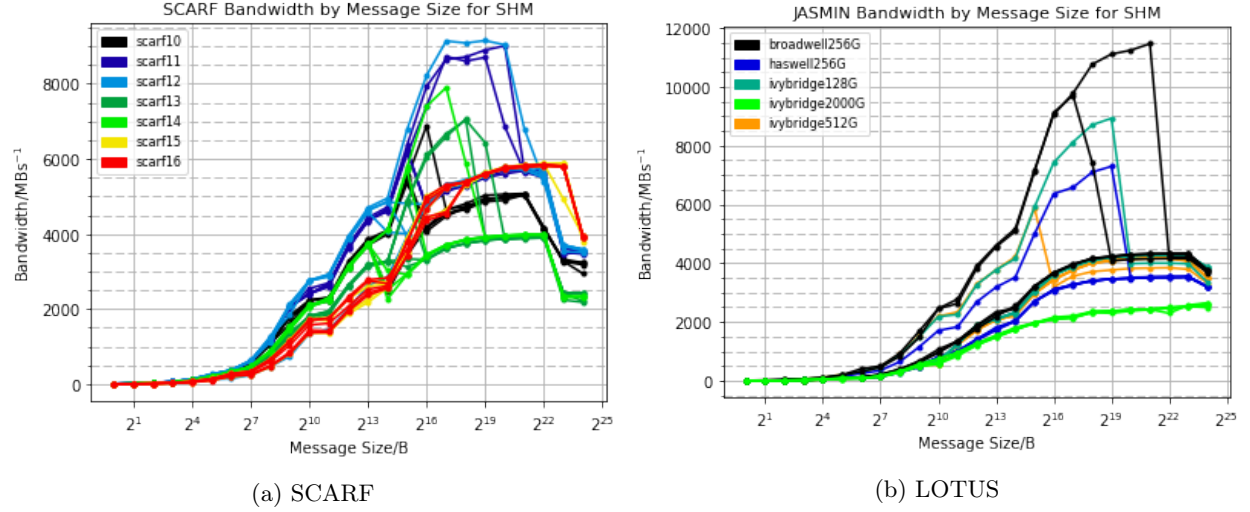 SCARF Bandwidth by Message Size for SHM
Bandwidth/MBs⁻¹
8000
6000
4000
2000
0
scarf10
scarf11
scarf12
scarf13
scarf14
scarf15
scarf16
2¹ 2⁴ 2⁷ 2¹⁰ 2¹³ 2¹⁶ 2¹⁹ 2²² 2²⁵
Message Size/B
(a) SCARF
JASMIN Bandwidth by Message Size for SHM
Bandwidth/MBs⁻¹
12000
10000
8000
6000
4000
2000
0
broadwell256G
haswell256G
ivybridge128G
ivybridge2000G
ivybridge512G
2¹ 2⁴ 2⁷ 2¹⁰ 2¹³ 2¹⁶ 2¹⁹ 2²² 2²⁵
Message Size/B
(b) LOTUS